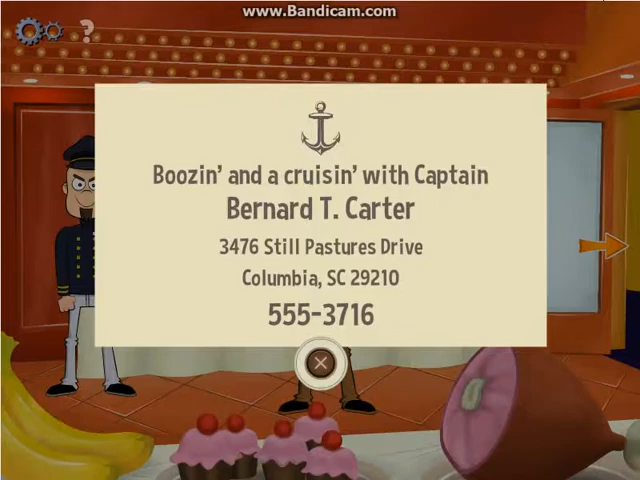 www.Bandicam.com
?
Boozin' and a cruisin' with Captain
Bernard T. Carter
3476 Still Pastures Drive
Columbia, SC 29210
555-3716